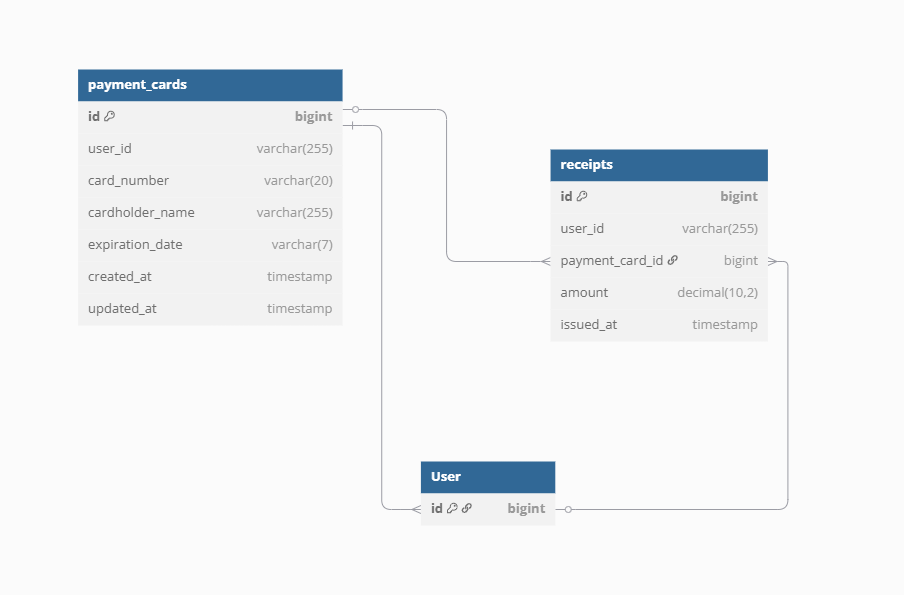 payment_cards
id bigint
user_id varchar(255)
card_number varchar(20)
cardholder_name varchar(255)
expiration_date varchar(7)
created_at timestamp
updated_at timestamp
receipts
id bigint
user_id varchar(255)
payment_card_id bigint
amount decimal(10,2)
issued_at timestamp
User
id bigint